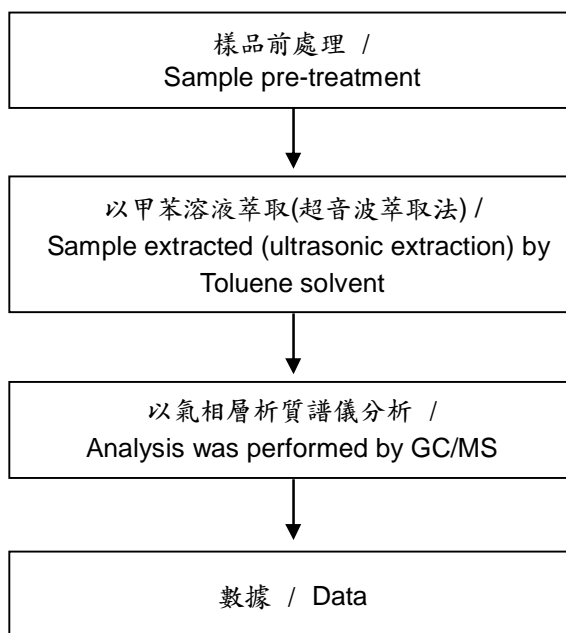 樣品前處理 /
Sample pre-treatment
以甲苯溶液萃取(超音波萃取法) /
Sample extracted (ultrasonic extraction) by
Toluene solvent
以氣相層析質譜儀分析 /
Analysis was performed by GC/MS
數據 / Data